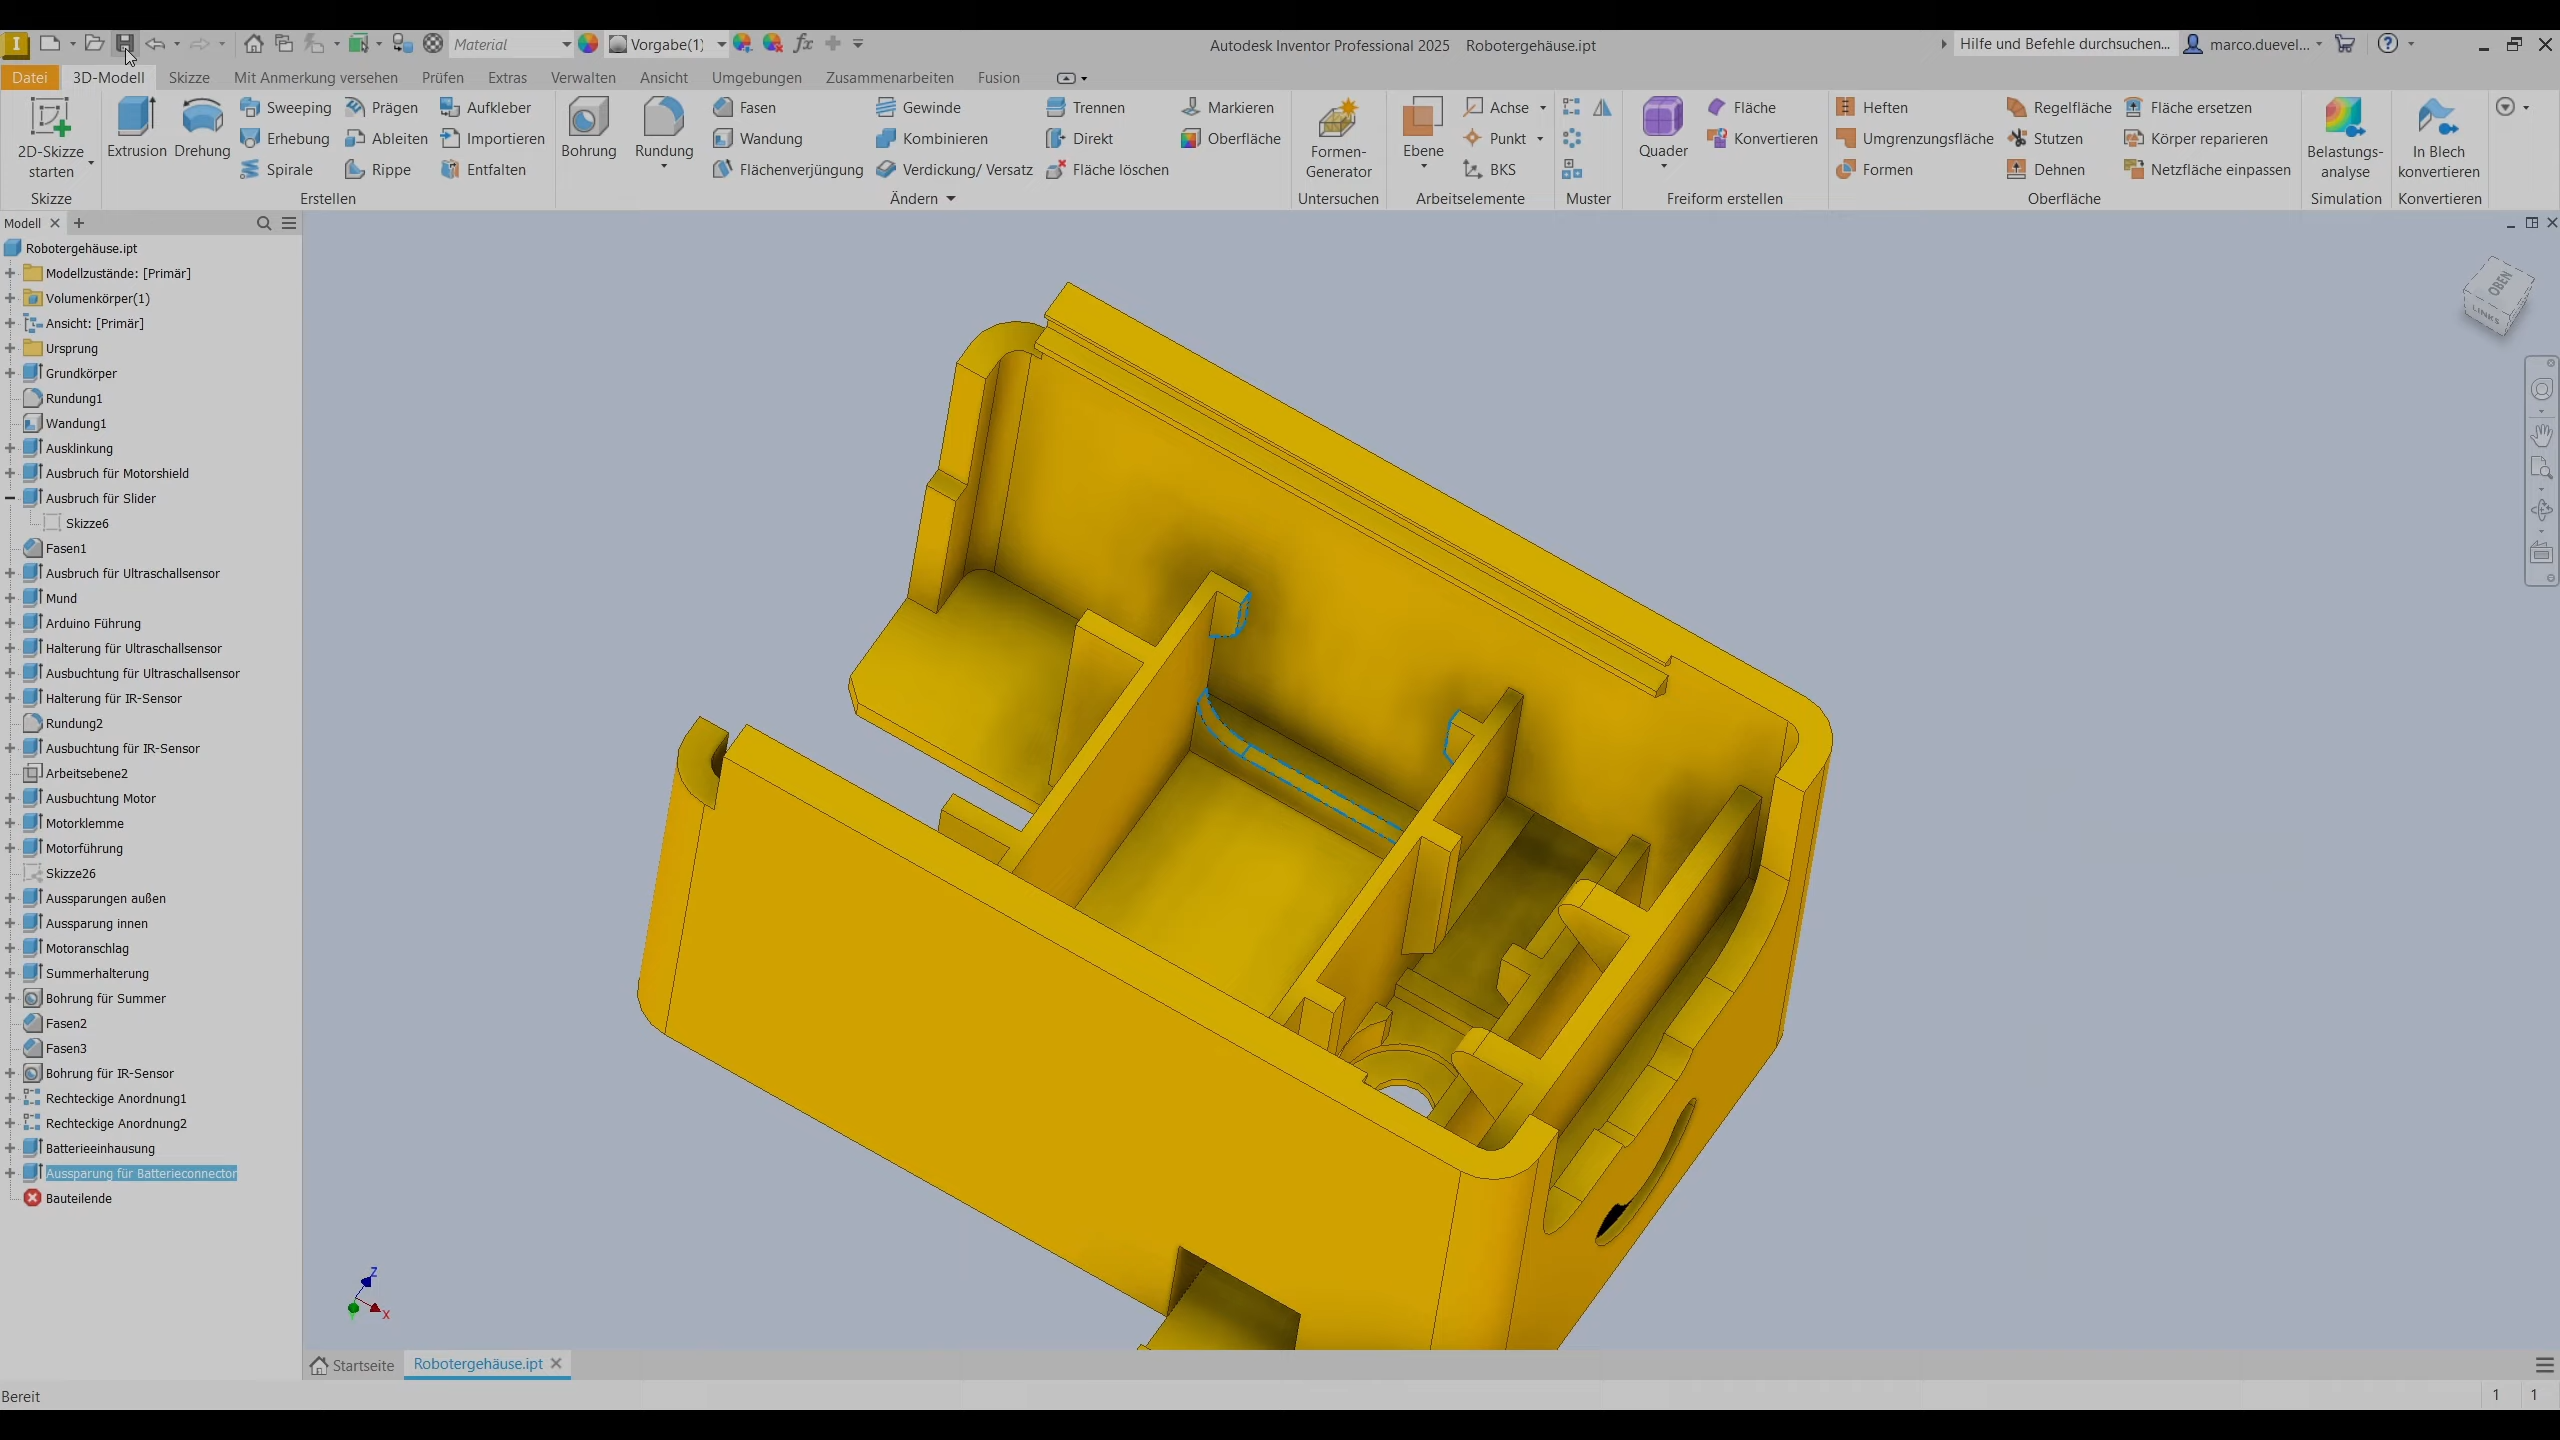 Material
Vorgabe(1)
Autodesk Inventor Professional 2025 Robotergehäuse.ipt
Hilfe und Befehle durchsuchen...
marco.duevel...
Datei 3D-Modell Skizze Mit Anmerkung versehen Prüfen Extras Verwalten Ansicht Umgebungen Zusammenarbeiten Fusion
2D-Skizze starten
Skizze
Extrusion
Drehung
Sweeping
Erhebung
Spirale
Prägen
Ableiten
Rippe
Aufkleber
Importieren
Entfalten
Erstellen
Bohrung
Rundung
Fasen
Wandung
Flächenverjüngung
Gewinde
Kombinieren
Verdickung/ Versatz
Trennen
Direkt
Fläche löschen
Markieren
Oberfläche
Ändern
Formen-
Generator
Untersuchen
Ebene
Achse
Punkt
BKS
Arbeitselemente
Muster
Quader
Fläche
Konvertieren
Freiform erstellen
Heften
Umgrenzungsfläche
Formen
Regelfläche
Stutzen
Dehnen
Fläche ersetzen
Körper reparieren
Netzfläche einpassen
Oberfläche
Belastungs-
analyse
Simulation
In Blech
konvertieren
Konvertieren
Modell
Robotergehäuse.ipt
Modellzustände: [Primär]
Volumenkörper(1)
Ansicht: [Primär]
Ursprung
Grundkörper
Rundung1
Wandung1
Ausklinkung
Ausbruch für Motorshield
Ausbruch für Slider
Skizze6
Fasen1
Ausbruch für Ultraschallsensor
Mund
Arduino Führung
Halterung für Ultraschallsensor
Ausbuchtung für Ultraschallsensor
Halterung für IR-Sensor
Rundung2
Ausbuchtung für IR-Sensor
Arbeitsebene2
Ausbuchtung Motor
Motorklemme
Motorführung
Skizze26
Aussparungen außen
Aussparung innen
Motoranschlag
Summerhalterung
Bohrung für Summer
Fasen2
Fasen3
Bohrung für IR-Sensor
Rechteckige Anordnung1
Rechteckige Anordnung2
Batterieeinhausung
Aussparung für Batterieconnector
Bauteilende
OBEN
LINKS
Z
X
Startseite
Robotergehäuse.ipt
Bereit
1 1